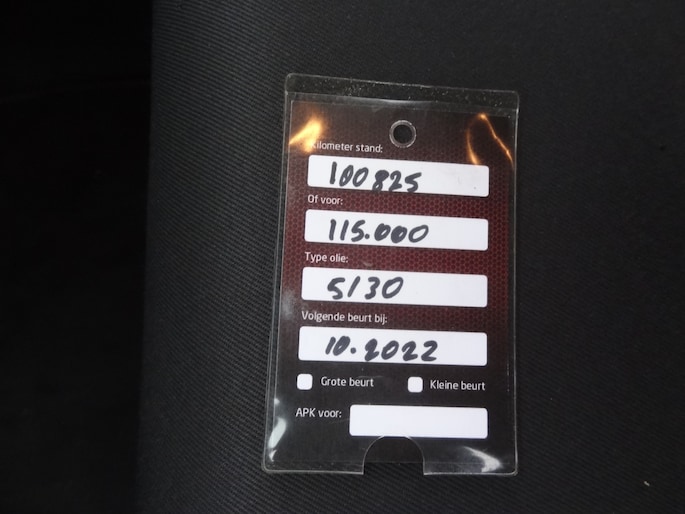 Kilometer stand:
100825
Of voor:
115.000
Type olie:
5/30
Volgende beurt bij:
10.2022
Grote beurt Kleine beurt
APK voor: